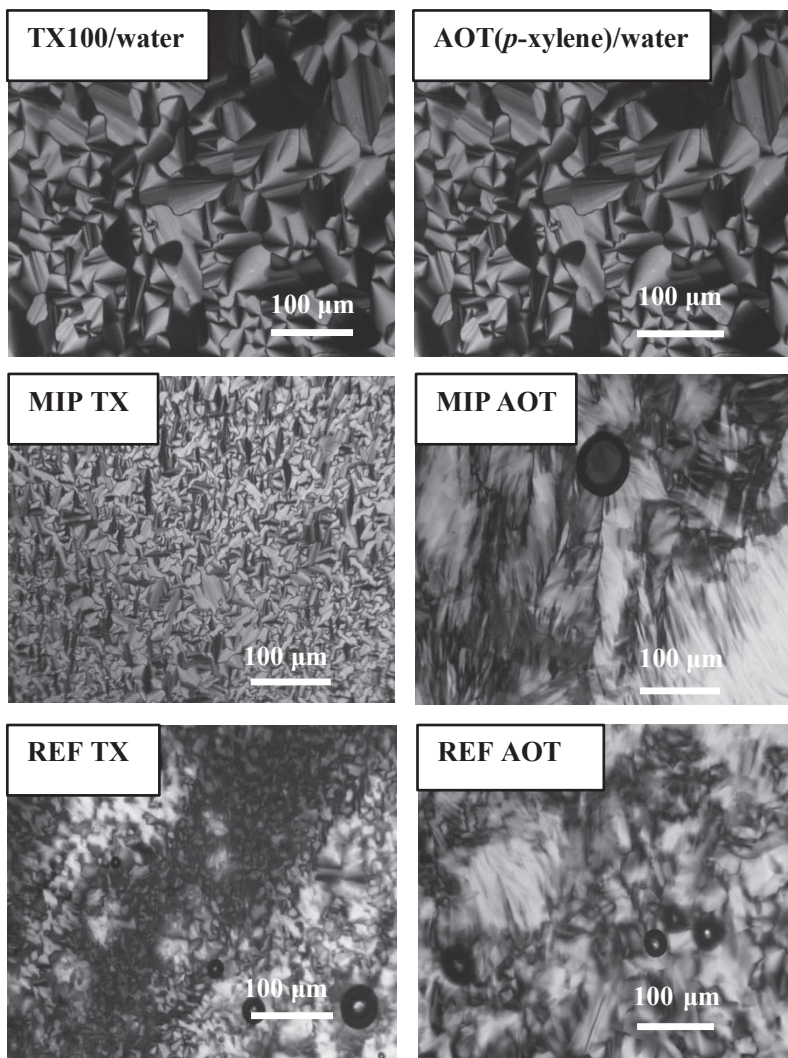 TX100/water
AOT(p-xylene)/water
100 µm
100 µm
MIP TX
MIP AOT
100 µm
100 µm
REF TX
REF AOT
100 µm
100 µm